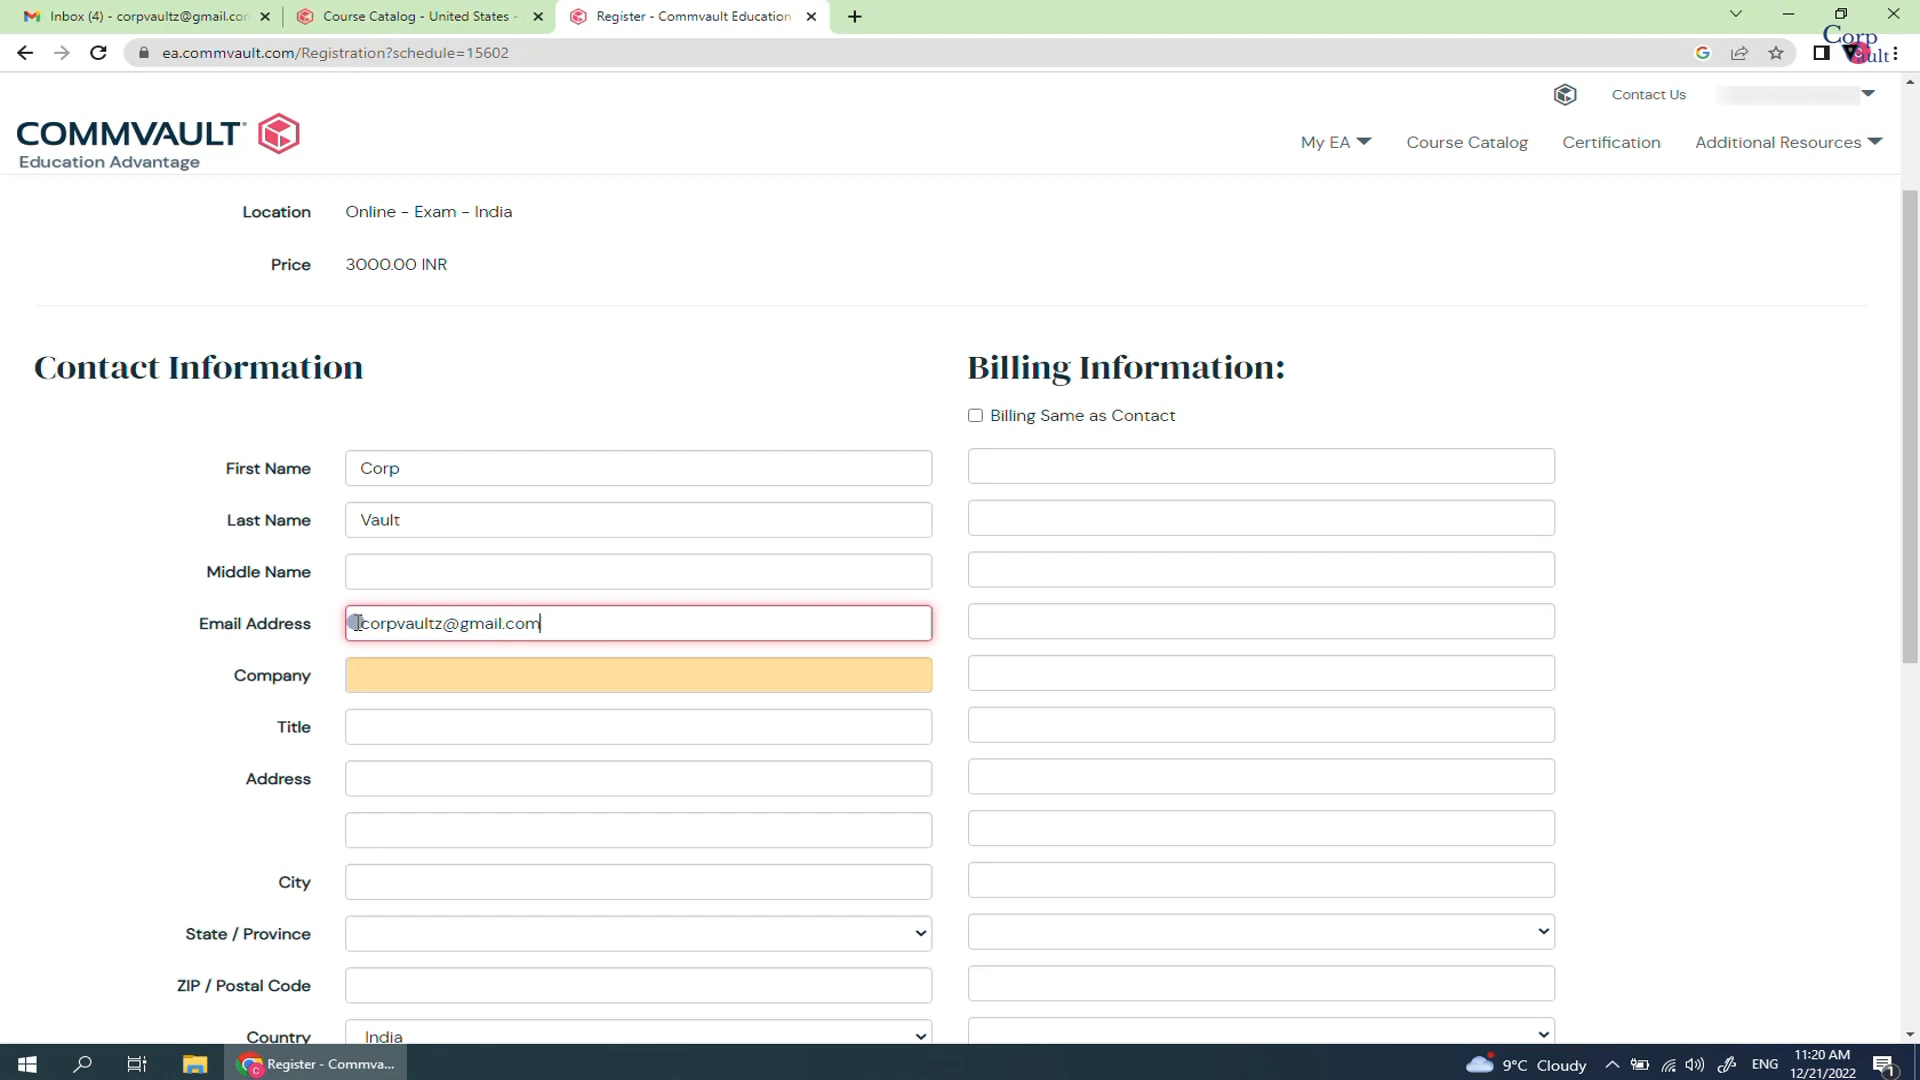 Inbox (4) - corpvaultz@gmail.com
Course Catalog - United States -
Register - Commvault Education
Corp
Vault
ea.commvault.com/Registration?schedule=15602
Contact Us
COMMVAULT
Education Advantage
My EA
Course Catalog
Certification
Additional Resources
Location
Online - Exam - India
Price
3000.00 INR
Contact Information
Billing Information:
Billing Same as Contact
First Name
Corp
Last Name
Vault
Middle Name
Email Address
corpvaultz@gmail.com
Company
Title
Address
City
State / Province
ZIP / Postal Code
Country
India
Register - Commva...
9°C Cloudy
ENG
11:20 AM
12/21/2022
1